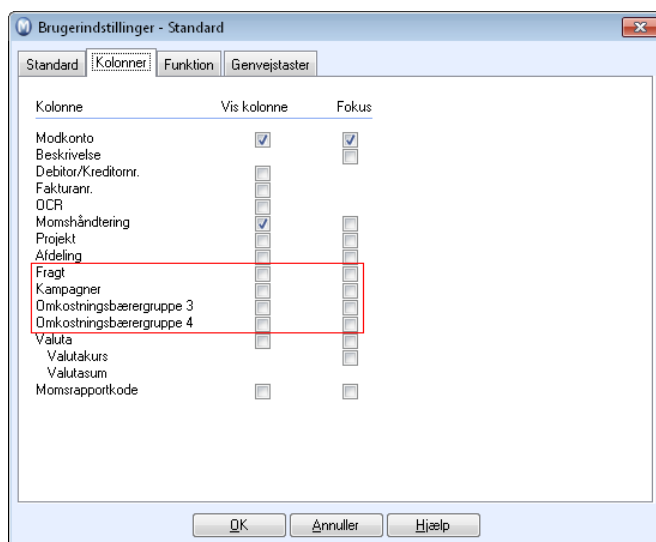 Brugerindstillinger - Standard
Standard Kolonner Funktion Genvejstaster
Kolonne Vis kolonne Fokus
Modkonto
Beskrivelse
Debitor/Kreditornr.
Fakturanr.
OCR
Momshåndtering
Projekt
Afdeling
Fragt
Kampagner
Omkostningsbærergruppe 3
Omkostningsbærergruppe 4
Valuta
Valutakurs
Valutasum
Momsrapportkode
OK Annuller Hjælp